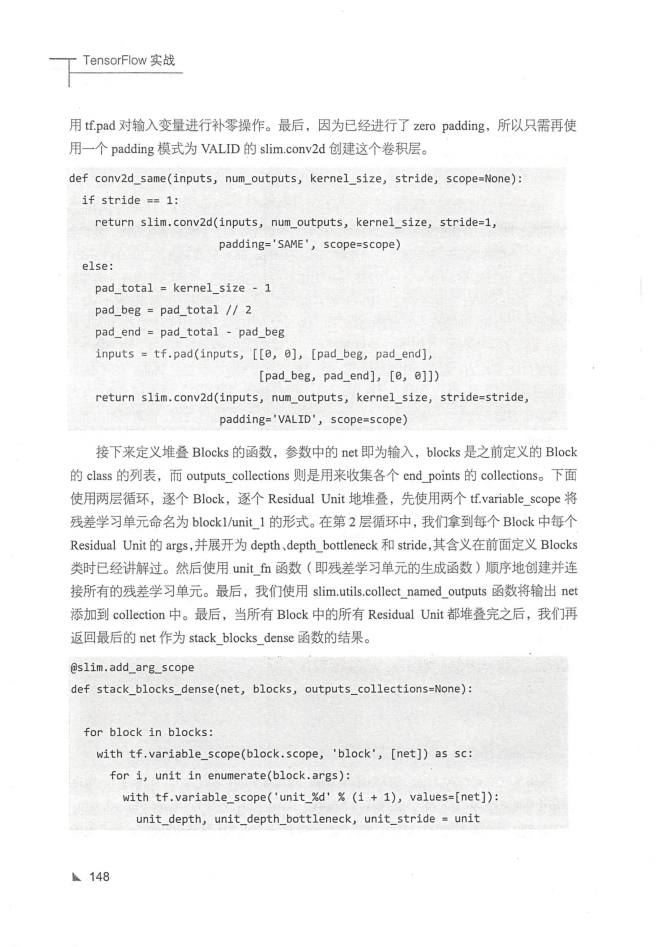 TensorFlow 实战
用 tf.pad 对输入变量进行补零操作。最后，因为已经进行了 zero padding，所以只需再使
用一个 padding 模式为 VALID 的 slim.conv2d 创建这个卷积层。
def conv2d_same(inputs, num_outputs, kernel_size, stride, scope=None):
  if stride == 1:
    return slim.conv2d(inputs, num_outputs, kernel_size, stride=1,
                       padding='SAME', scope=scope)
  else:
    pad_total = kernel_size - 1
    pad_beg = pad_total // 2
    pad_end = pad_total - pad_beg
    inputs = tf.pad(inputs, [[0, 0], [pad_beg, pad_end],
                             [pad_beg, pad_end], [0, 0]])
    return slim.conv2d(inputs, num_outputs, kernel_size, stride=stride,
                       padding='VALID', scope=scope)
接下来定义堆叠 Blocks 的函数，参数中的 net 即为输入，blocks 是之前定义的 Block
的 class 的列表，而 outputs_collections 则是用来收集各个 end_points 的 collections。下面
使用两层循环，逐个 Block，逐个 Residual Unit 地堆叠，先使用两个 tf.variable_scope 将
残差学习单元命名为 block1/unit_1 的形式。在第 2 层循环中，我们拿到每个 Block 中每个
Residual Unit 的 args，并展开为 depth、depth_bottleneck 和 stride，其含义在前面定义 Blocks
类时已经讲解过。然后使用 unit_fn 函数（即残差学习单元的生成函数）顺序地创建并连
接所有的残差学习单元。最后，我们使用 slim.utils.collect_named_outputs 函数将输出 net
添加到 collection 中。最后，当所有 Block 中的所有 Residual Unit 都堆叠完之后，我们再
返回最后的 net 作为 stack_blocks_dense 函数的结果。
@slim.add_arg_scope
def stack_blocks_dense(net, blocks, outputs_collections=None):
  for block in blocks:
    with tf.variable_scope(block.scope, 'block', [net]) as sc:
      for i, unit in enumerate(block.args):
        with tf.variable_scope('unit_%d' % (i + 1), values=[net]):
          unit_depth, unit_depth_bottleneck, unit_stride = unit
148